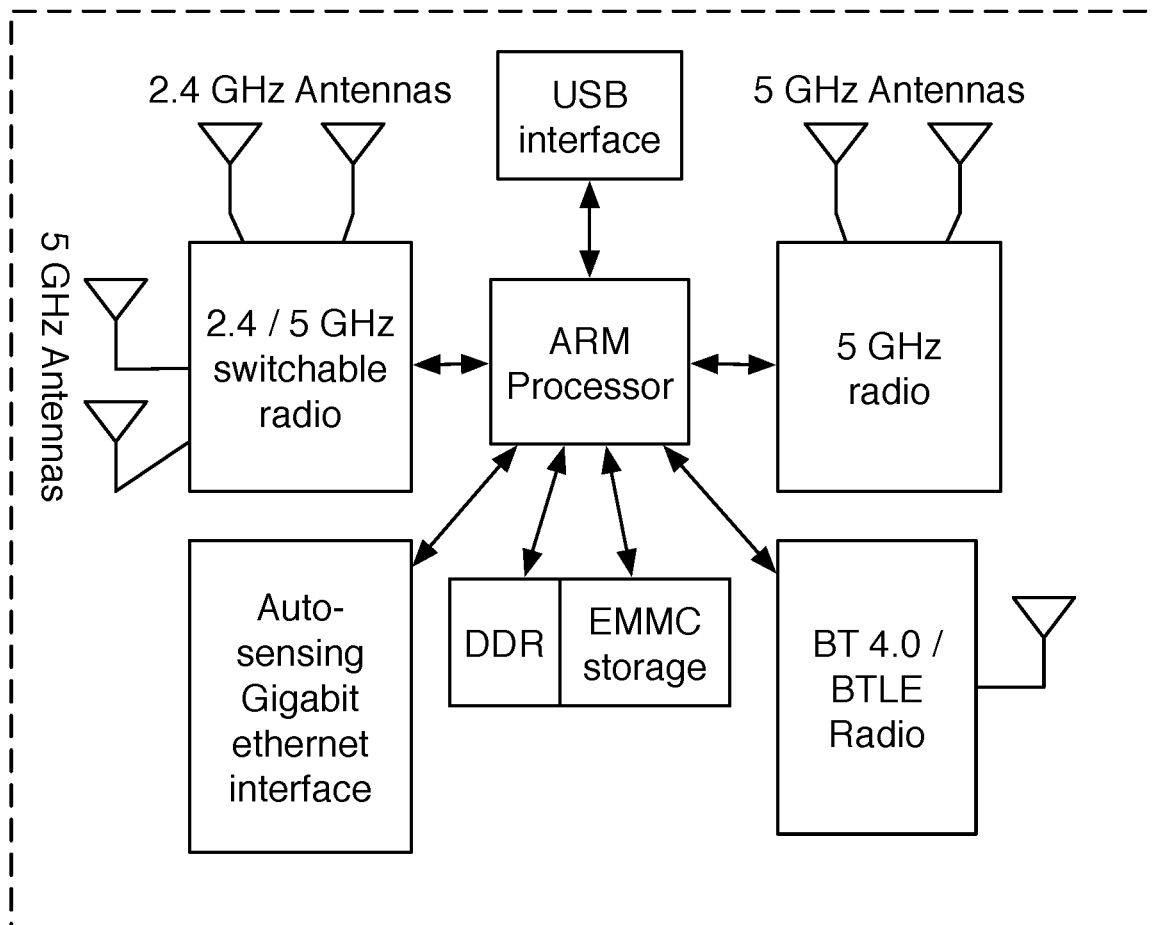 2.4 GHz Antennas
USB
interface
5 GHz Antennas
5 GHz Antennas
2.4 / 5 GHz
switchable
radio
ARM
Processor
5 GHz
radio
Auto-
sensing
Gigabit
ethernet
interface
DDR
EMMC
storage
BT 4.0 /
BTLE
Radio